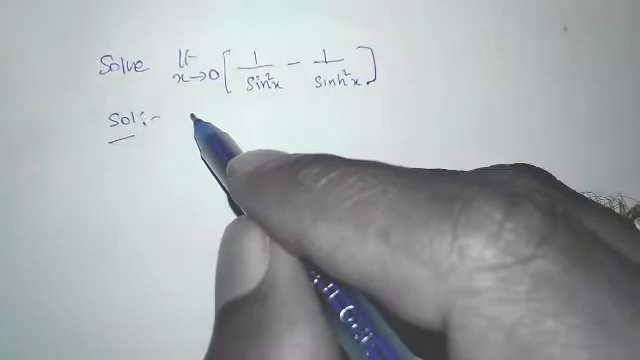 Solve lt x→0 [ 1/sin²x - 1/sinh²x ]
Sol:-